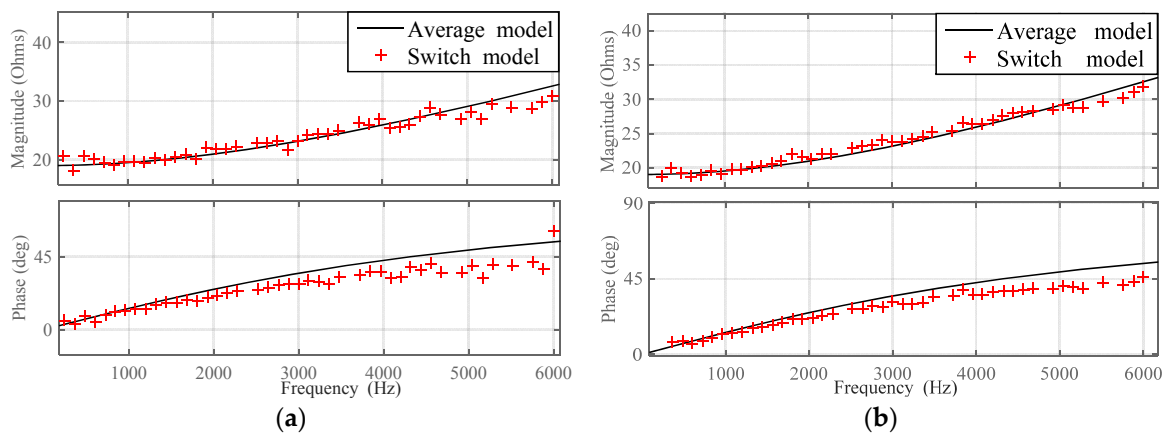 Average model
Switch model
Magnitude (Ohms)
40
30
20
Phase (deg)
45
0
1000 2000 3000 4000 5000 6000
Frequency (Hz)
(a)
Average model
Switch model
Magnitude (Ohms)
40
35
30
25
20
Phase (deg)
90
45
0
1000 2000 3000 4000 5000 6000
Frequency (Hz)
(b)